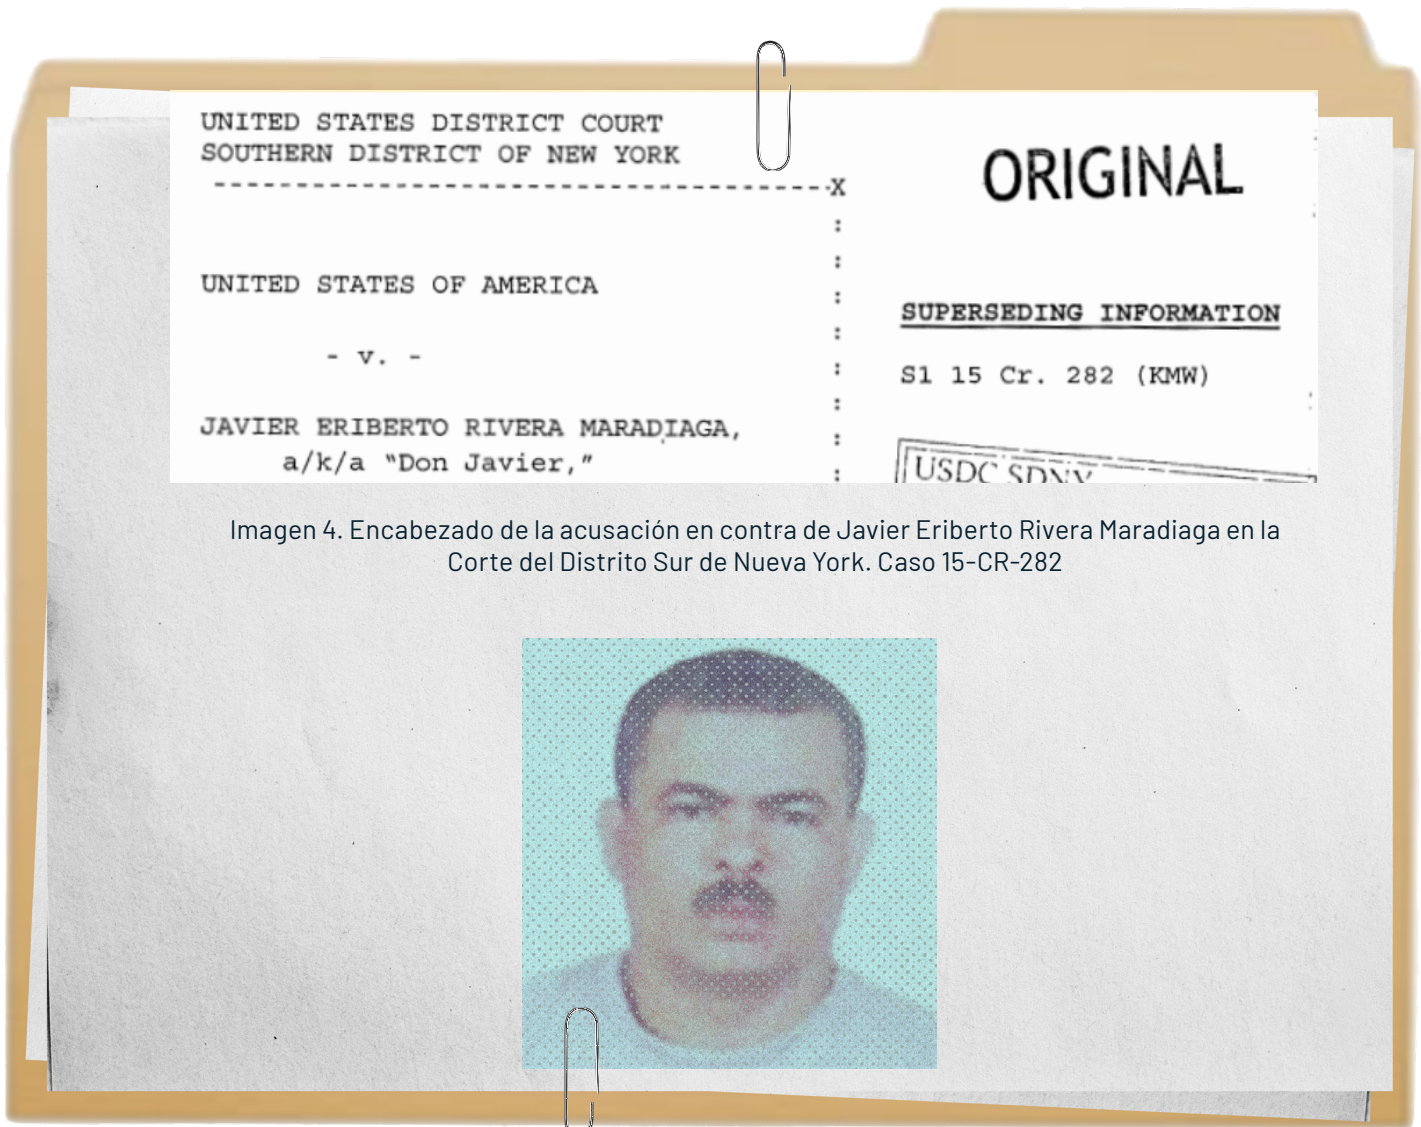 UNITED STATES DISTRICT COURT
SOUTHERN DISTRICT OF NEW YORK
-------------------------------------X
ORIGINAL
UNITED STATES OF AMERICA
- v. -
JAVIER ERIBERTO RIVERA MARADIAGA,
a/k/a “Don Javier,”
SUPERSEDING INFORMATION
S1 15 Cr. 282 (KMW)
USDC SDNY
Imagen 4. Encabezado de la acusación en contra de Javier Eriberto Rivera Maradiaga en la
Corte del Distrito Sur de Nueva York. Caso 15-CR-282